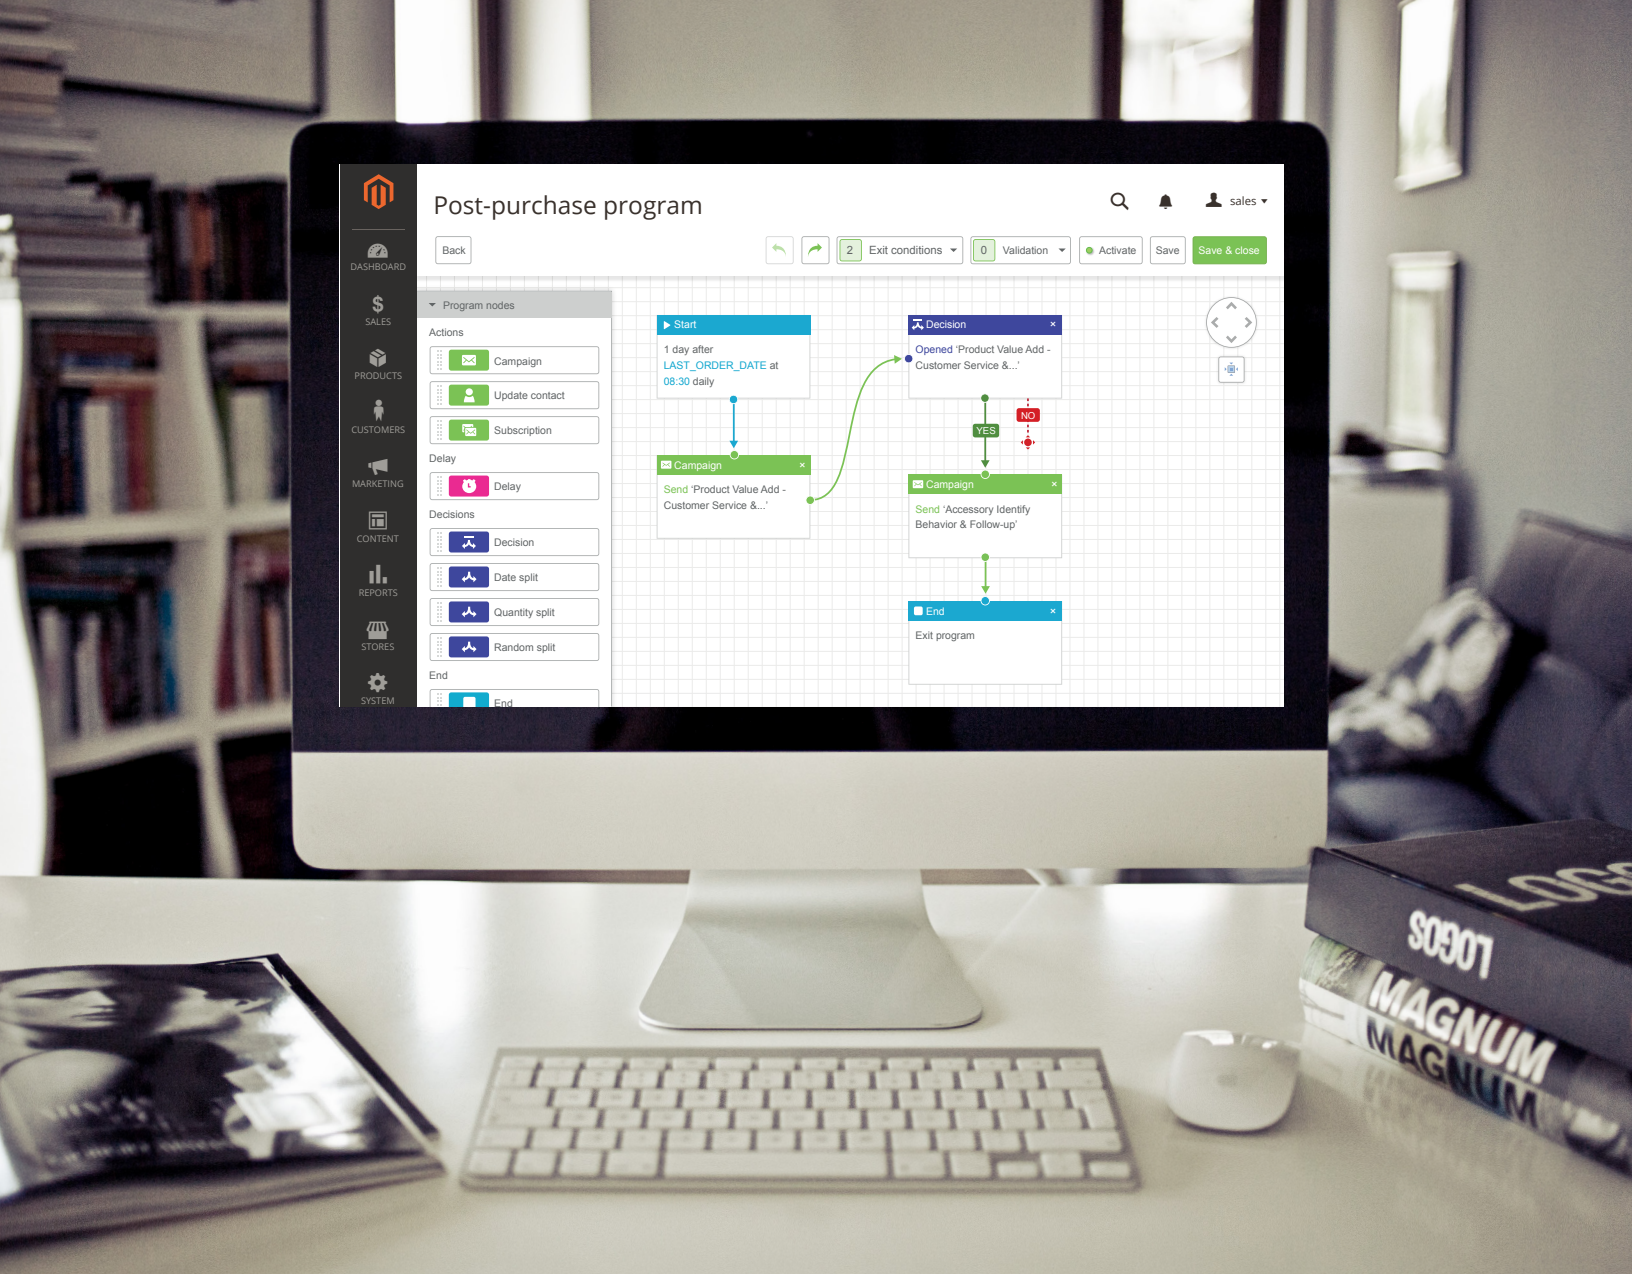 Post-purchase program
sales
Back
2 Exit conditions
0 Validation
Activate
Save
Save & close
DASHBOARD
SALES
PRODUCTS
CUSTOMERS
MARKETING
CONTENT
REPORTS
STORES
SYSTEM
Program nodes
Actions
Campaign
Update contact
Subscription
Delay
Delay
Decisions
Decision
Date split
Quantity split
Random split
End
End
Start
1 day after
LAST_ORDER_DATE at
08:30 daily
Campaign
Send ‘Product Value Add -
Customer Service &...’
Decision
Opened ‘Product Value Add -
Customer Service &...’
YES
NO
Campaign
Send ‘Accessory Identify
Behavior & Follow-up’
End
Exit program
LOGO
LOGOS
MAGNUM
MAGNUM